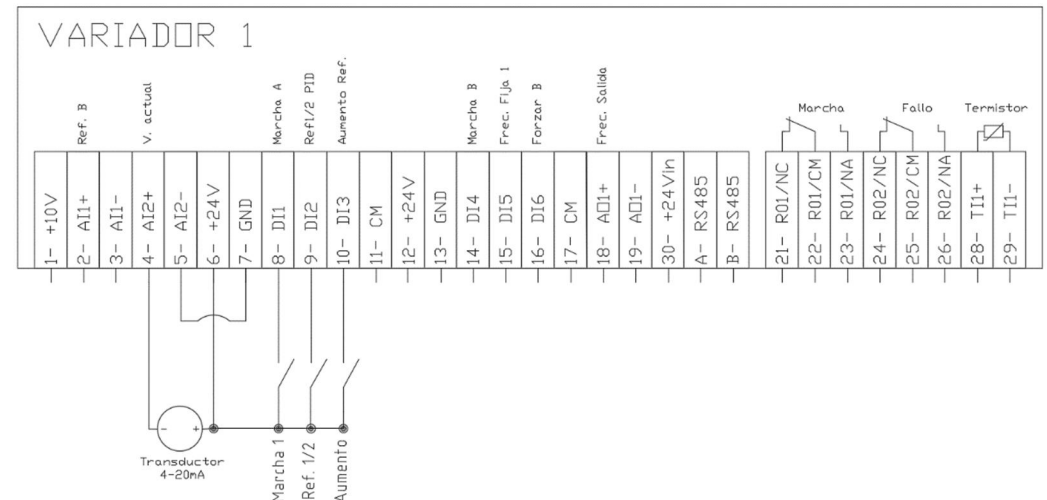 VARIADOR 1
Ref. B
V. actual
Marcha A
Ref1/2 PID
Aumento Ref.
Marcha B
Frec. Fija 1
Forzar B
Frec. Salida
Marcha
Fallo
Termistor
1- +10V
2- AI1+
3- AI1-
4- AI2+
5- AI2-
6- +24V
7- GND
8- DI1
9- DI2
10- DI3
11- CM
12- +24V
13- GND
14- DI4
15- DI5
16- DI6
17- CM
18- AO1+
19- AO1-
30- +24Vin
A- RS485
B- RS485
21- RO1/NC
22- RO1/CM
23- RO1/NA
24- RO2/NC
25- RO2/CM
26- RO2/NA
28- TI1+
29- TI1-
- +
Transductor
4-20mA
Marcha 1
Ref. 1/2
Aumento